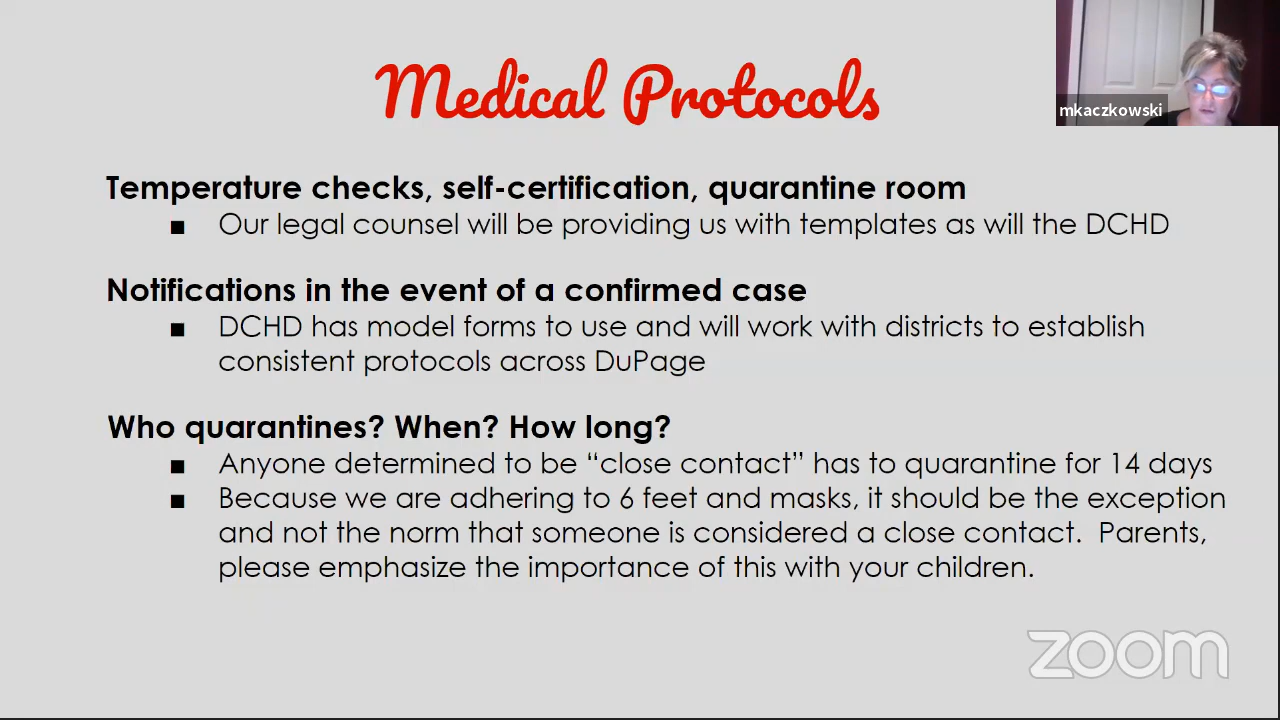 Medical Protocols
mkaczkowski
Temperature checks, self-certification, quarantine room
■ Our legal counsel will be providing us with templates as will the DCHD
Notifications in the event of a confirmed case
■ DCHD has model forms to use and will work with districts to establish
consistent protocols across DuPage
Who quarantines? When? How long?
■ Anyone determined to be “close contact” has to quarantine for 14 days
■ Because we are adhering to 6 feet and masks, it should be the exception
and not the norm that someone is considered a close contact.  Parents,
please emphasize the importance of this with your children.
zoom